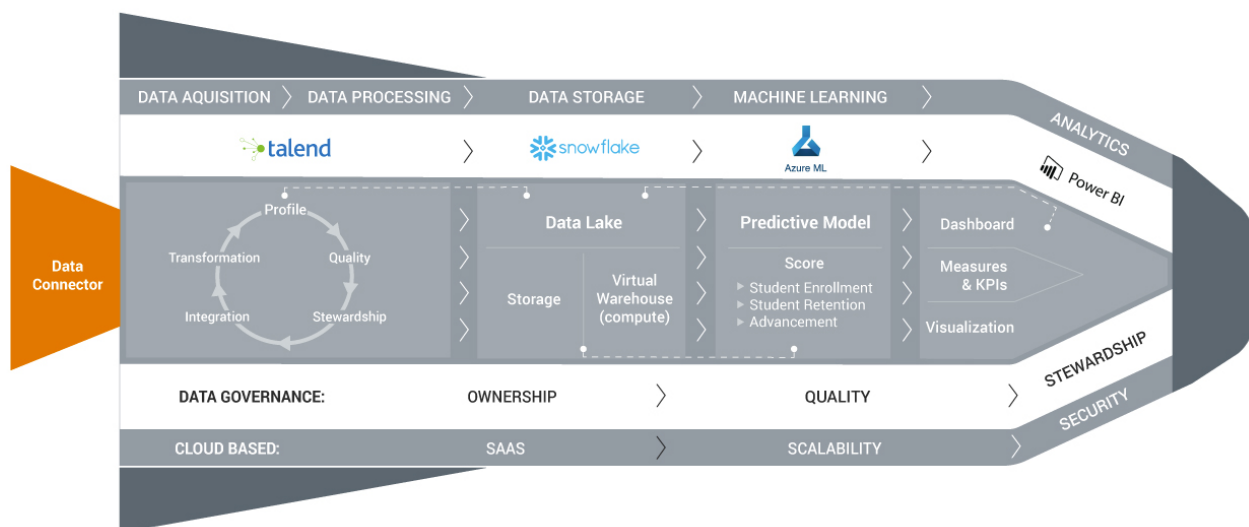 DATA AQUISITION
DATA PROCESSING
DATA STORAGE
MACHINE LEARNING
ANALYTICS
talend
snowflake
Azure ML
Power BI
Data
Connector
Profile
Quality
Stewardship
Integration
Transformation
Data Lake
Storage
Virtual
Warehouse
(compute)
Predictive Model
Score
Student Enrollment
Student Retention
Advancement
Dashboard
Measures
& KPIs
Visualization
DATA GOVERNANCE:
OWNERSHIP
QUALITY
STEWARDSHIP
CLOUD BASED:
SAAS
SCALABILITY
SECURITY